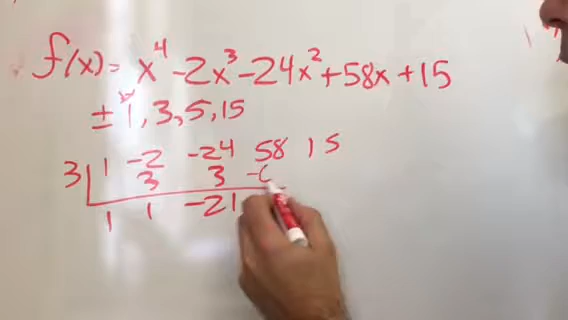 f(x)= x⁴ -2x³ -24x² +58x +15
± 1, 3, 5, 15
3 | 1 -2 -24 58 15
3 3
1 1 -21